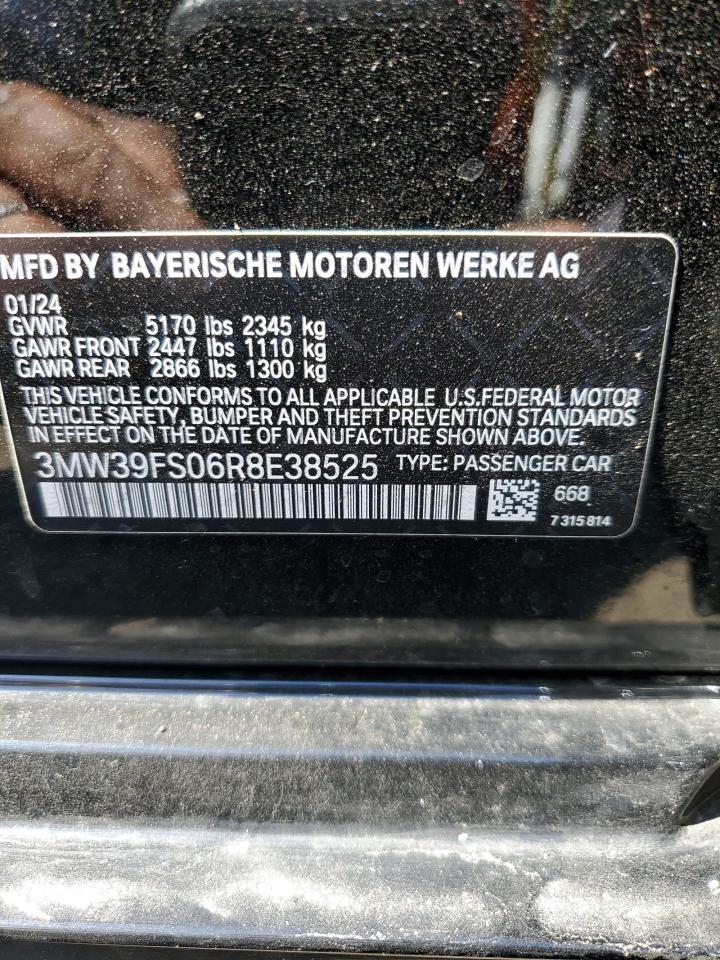 MFD BY BAYERISCHE MOTOREN WERKE AG
01/24
GVWR 5170 lbs 2345 kg
GAWR FRONT 2447 lbs 1110 kg
GAWR REAR 2866 lbs 1300 kg
THIS VEHICLE CONFORMS TO ALL APPLICABLE U.S.FEDERAL MOTOR
VEHICLE SAFETY, BUMPER AND THEFT PREVENTION STANDARDS
IN EFFECT ON THE DATE OF MANUFACTURE SHOWN ABOVE.
3MW39FS06R8E38525 TYPE: PASSENGER CAR
668
7 315 814